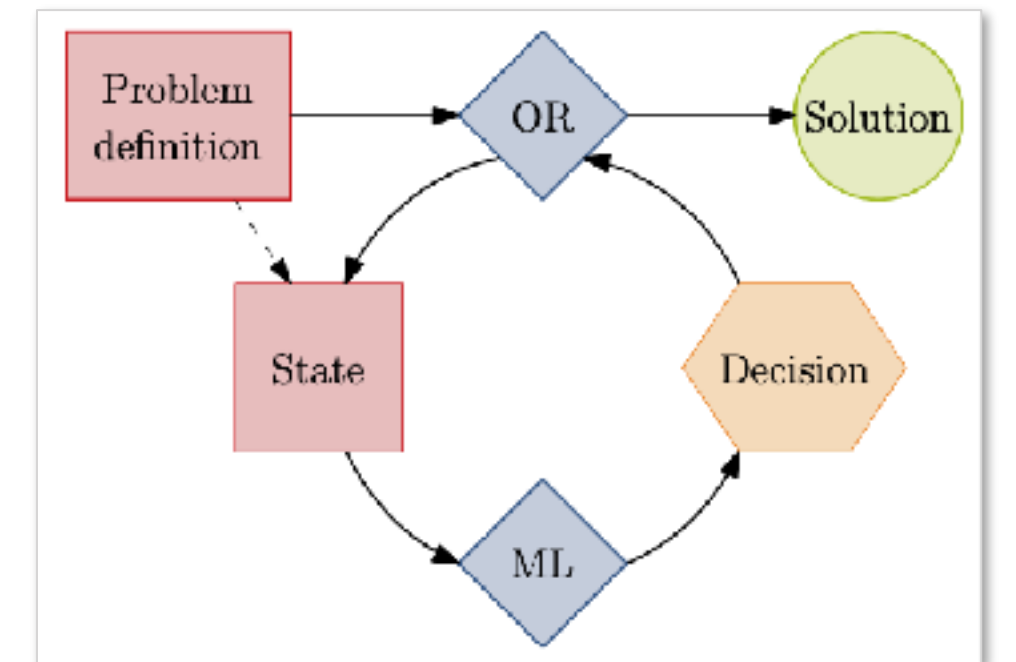 Problem
definition
OR
Solution
State
Decision
ML